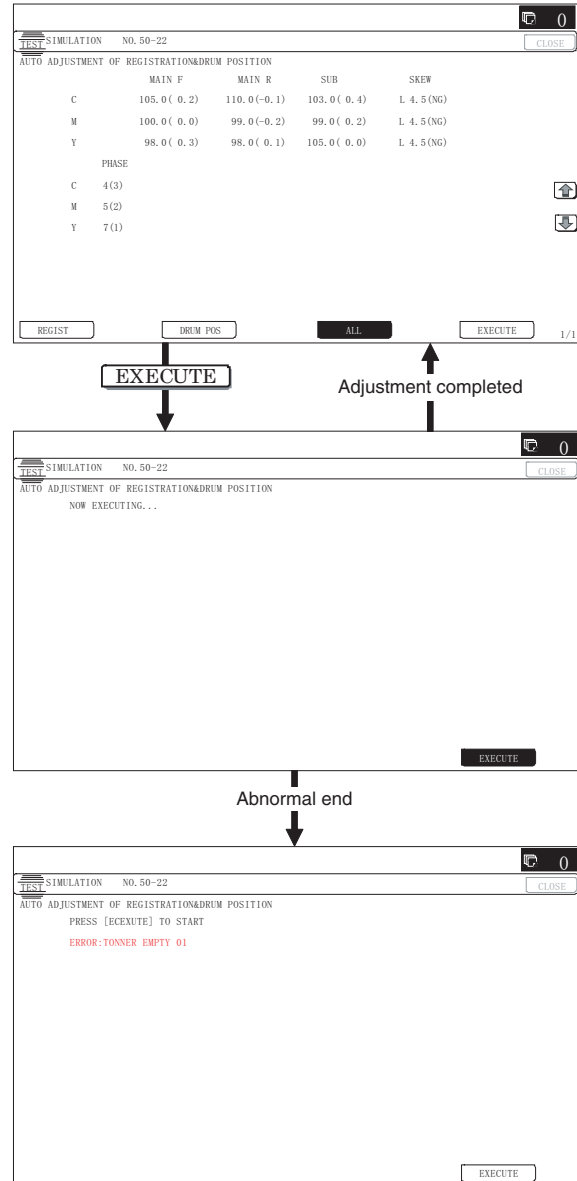 0
TEST SIMULATION NO. 50-22 CLOSE
AUTO ADJUSTMENT OF REGISTRATION&DRUM POSITION
MAIN F MAIN R SUB SKEW
C 105.0( 0.2) 110.0(-0.1) 103.0( 0.4) L 4.5(NG)
M 100.0( 0.0) 99.0(-0.2) 99.0( 0.2) L 4.5(NG)
Y 98.0( 0.3) 98.0( 0.1) 105.0( 0.0) L 4.5(NG)
PHASE
C 4(3)
M 5(2)
Y 7(1)
REGIST DRUM POS ALL EXECUTE 1/1
EXECUTE
Adjustment completed
0
TEST SIMULATION NO. 50-22 CLOSE
AUTO ADJUSTMENT OF REGISTRATION&DRUM POSITION
NOW EXECUTING...
EXECUTE
Abnormal end
0
TEST SIMULATION NO. 50-22 CLOSE
AUTO ADJUSTMENT OF REGISTRATION&DRUM POSITION
PRESS [ECEXUTE] TO START
ERROR:TONNER EMPTY 01
EXECUTE